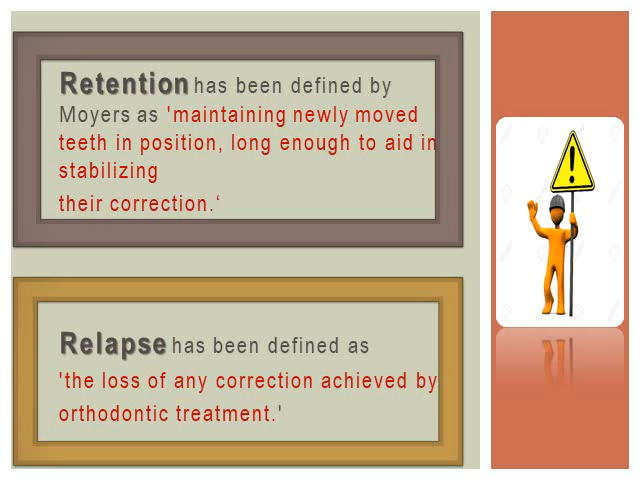 Retention has been defined by
Moyers as 'maintaining newly moved
teeth in position, long enough to aid in
stabilizing
their correction.‘
Relapse has been defined as
'the loss of any correction achieved by
orthodontic treatment.'
!